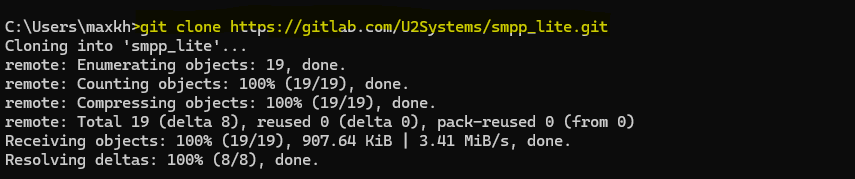 C:\Users\maxkh>git clone https://gitlab.com/U2Systems/smpp_lite.git
Cloning into 'smpp_lite'...
remote: Enumerating objects: 19, done.
remote: Counting objects: 100% (19/19), done.
remote: Compressing objects: 100% (19/19), done.
remote: Total 19 (delta 8), reused 0 (delta 0), pack-reused 0 (from 0)
Receiving objects: 100% (19/19), 907.64 KiB | 3.41 MiB/s, done.
Resolving deltas: 100% (8/8), done.